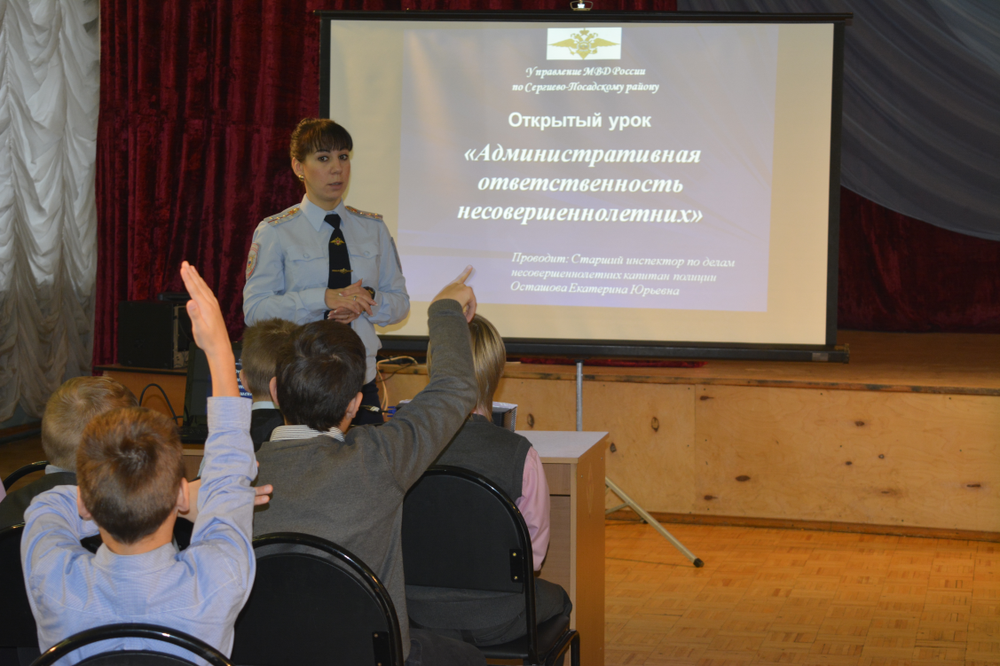 Управление МВД России
по Сергиево-Посадскому району
Открытый урок
«Административная
ответственность
несовершеннолетних»
Проводит: Старший инспектор по делам
несовершеннолетних капитан полиции
Осташова Екатерина Юрьевна